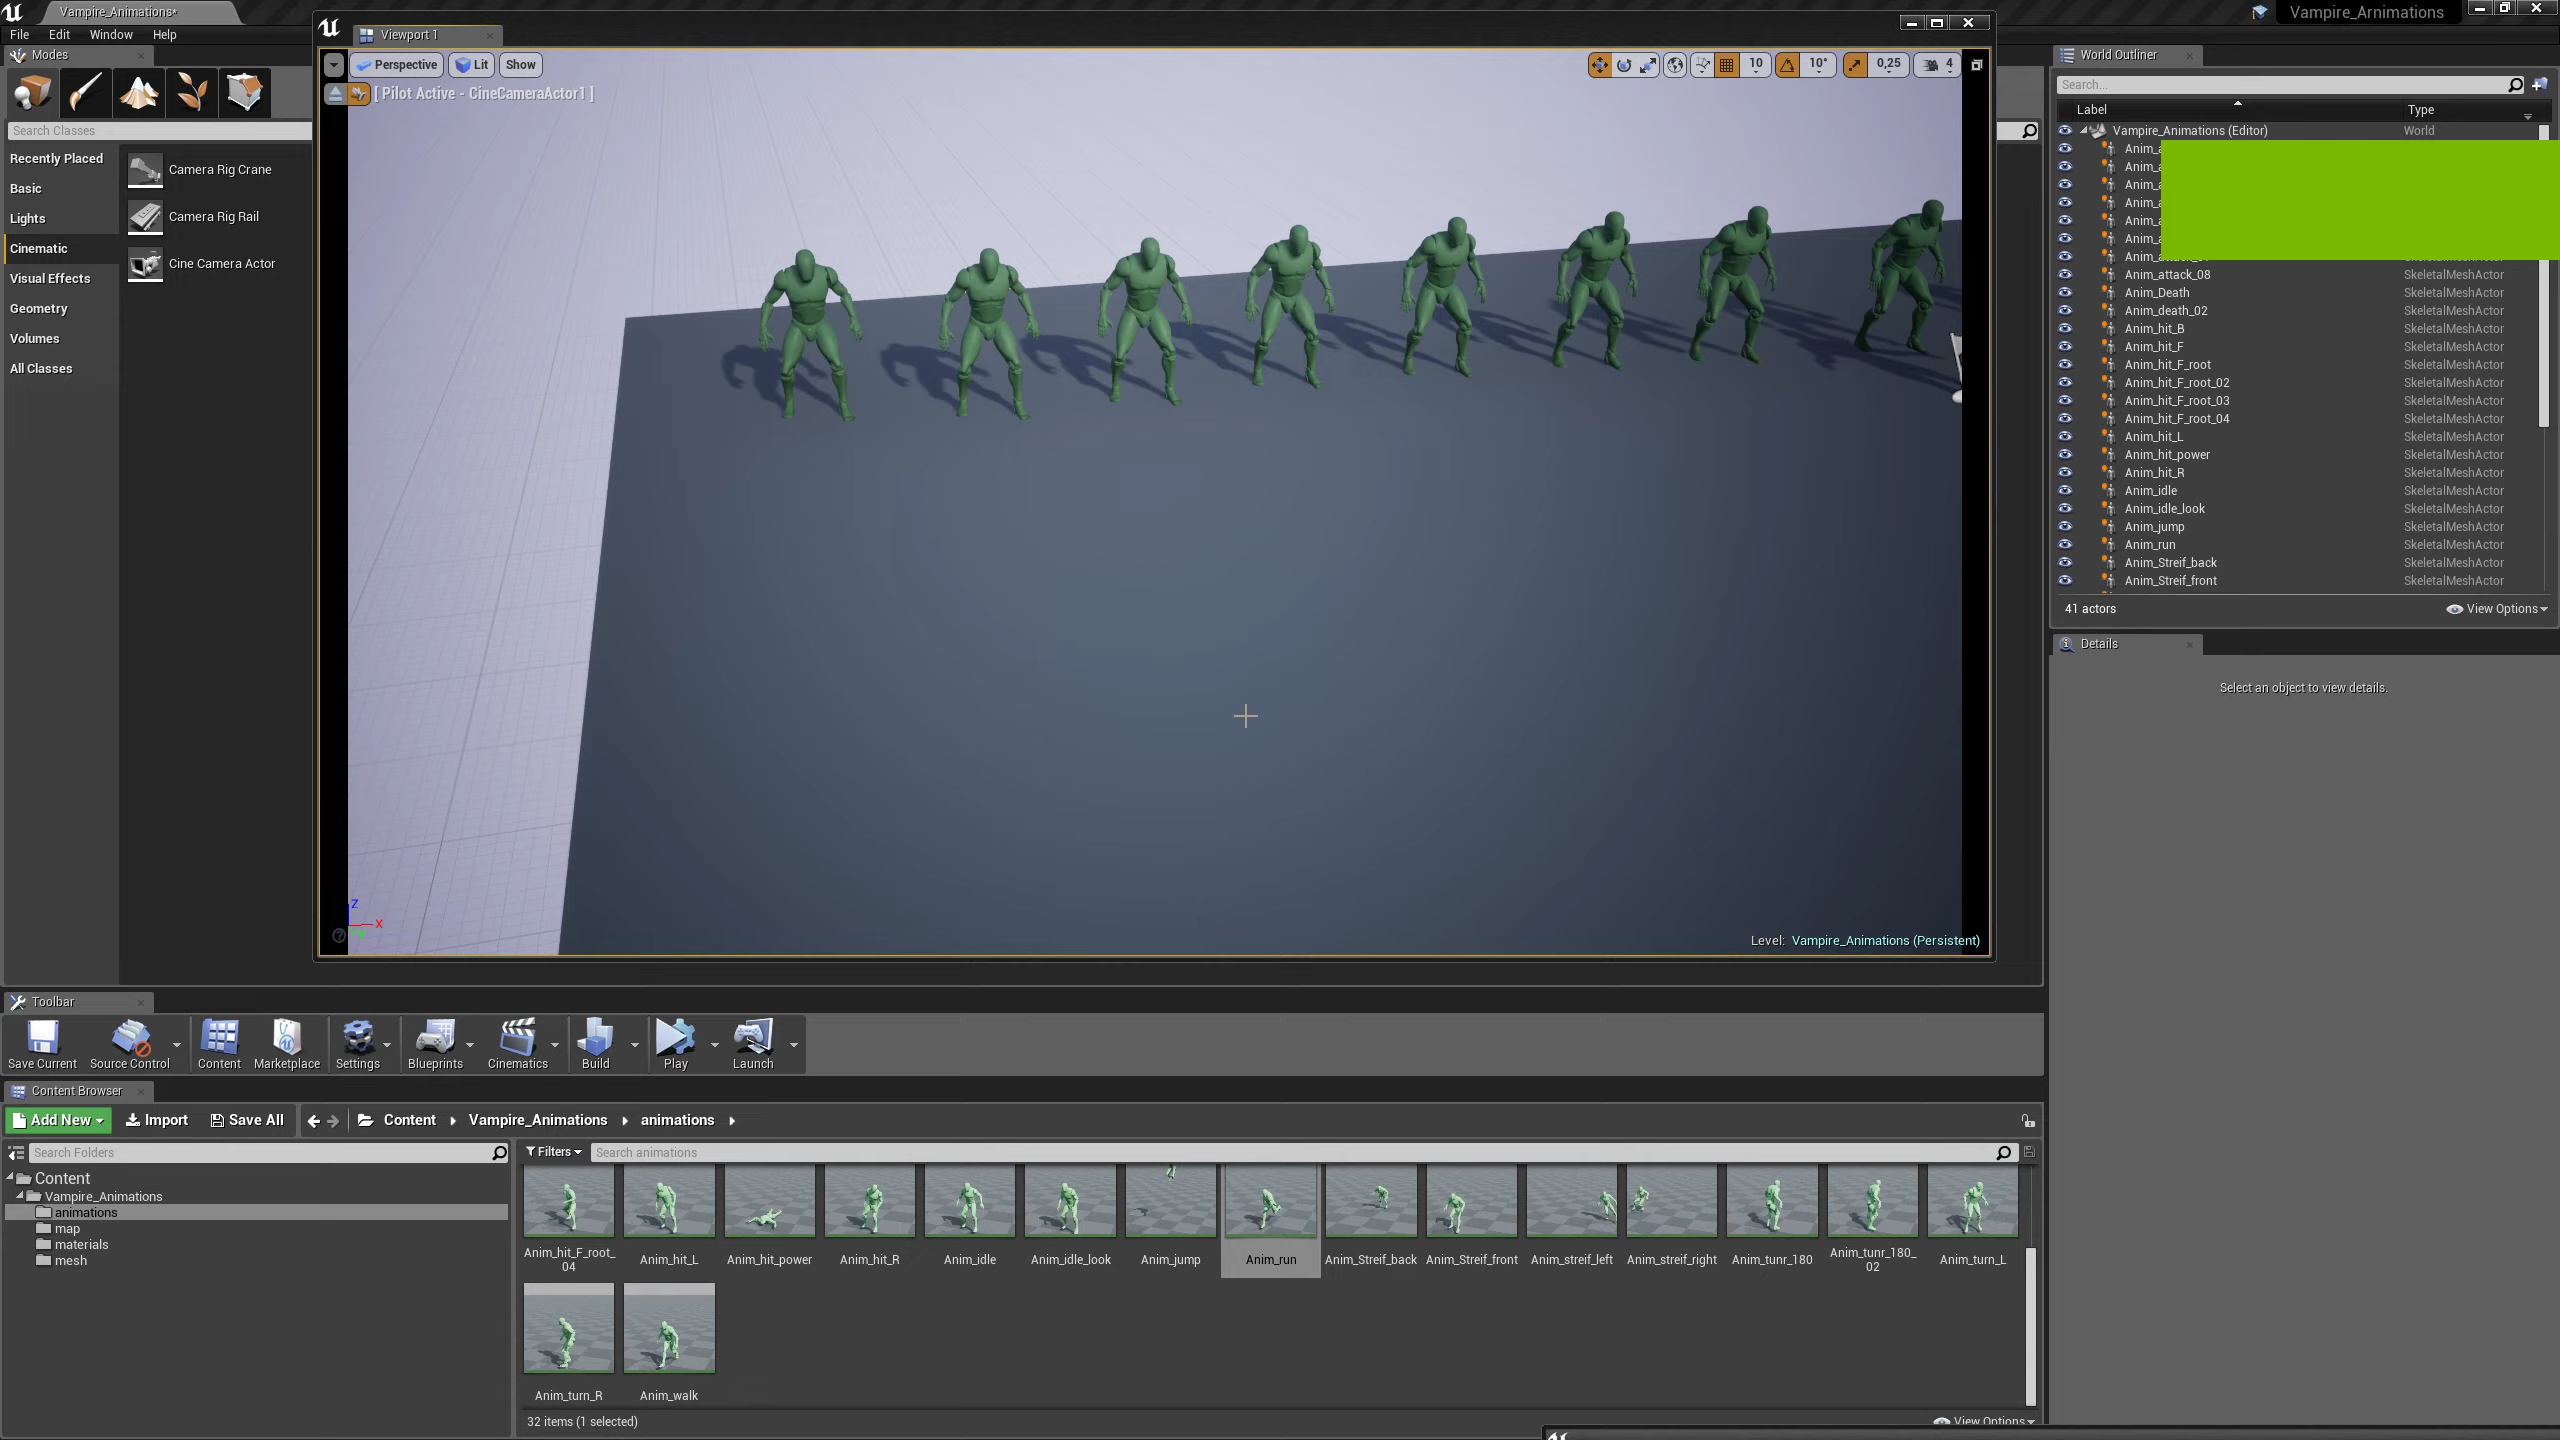 Vampire_Animations*
Vampire_Arnimations
File Edit Window Help
Modes
Search Classes
Recently Placed
Basic
Lights
Cinematic
Visual Effects
Geometry
Volumes
All Classes
Camera Rig Crane
Camera Rig Rail
Cine Camera Actor
Viewport 1
Perspective Lit Show
10 10° 0,25 4
[ Pilot Active - CineCameraActor1 ]
Z
X
Level: Vampire_Animations (Persistent)
World Outliner
Search...
Label Type
Vampire_Animations (Editor) World
Anim_attack_08 SkeletalMeshActor
Anim_Death SkeletalMeshActor
Anim_death_02 SkeletalMeshActor
Anim_hit_B SkeletalMeshActor
Anim_hit_F SkeletalMeshActor
Anim_hit_F_root SkeletalMeshActor
Anim_hit_F_root_02 SkeletalMeshActor
Anim_hit_F_root_03 SkeletalMeshActor
Anim_hit_F_root_04 SkeletalMeshActor
Anim_hit_L SkeletalMeshActor
Anim_hit_power SkeletalMeshActor
Anim_hit_R SkeletalMeshActor
Anim_idle SkeletalMeshActor
Anim_idle_look SkeletalMeshActor
Anim_jump SkeletalMeshActor
Anim_run SkeletalMeshActor
Anim_Streif_back SkeletalMeshActor
Anim_Streif_front SkeletalMeshActor
41 actors View Options
Details
Select an object to view details.
Toolbar
Save Current Source Control Content Marketplace Settings Blueprints Cinematics Build Play Launch
Content Browser
Add New Import Save All Content Vampire_Animations animations
Search Folders
Content
Vampire_Animations
animations
map
materials
mesh
Filters Search animations
Anim_hit_F_root_
04
Anim_hit_L
Anim_hit_power
Anim_hit_R
Anim_idle
Anim_idle_look
Anim_jump
Anim_run
Anim_Streif_back
Anim_Streif_front
Anim_streif_left
Anim_streif_right
Anim_tunr_180
Anim_tunr_180_
02
Anim_turn_L
Anim_turn_R
Anim_walk
32 items (1 selected) View Options